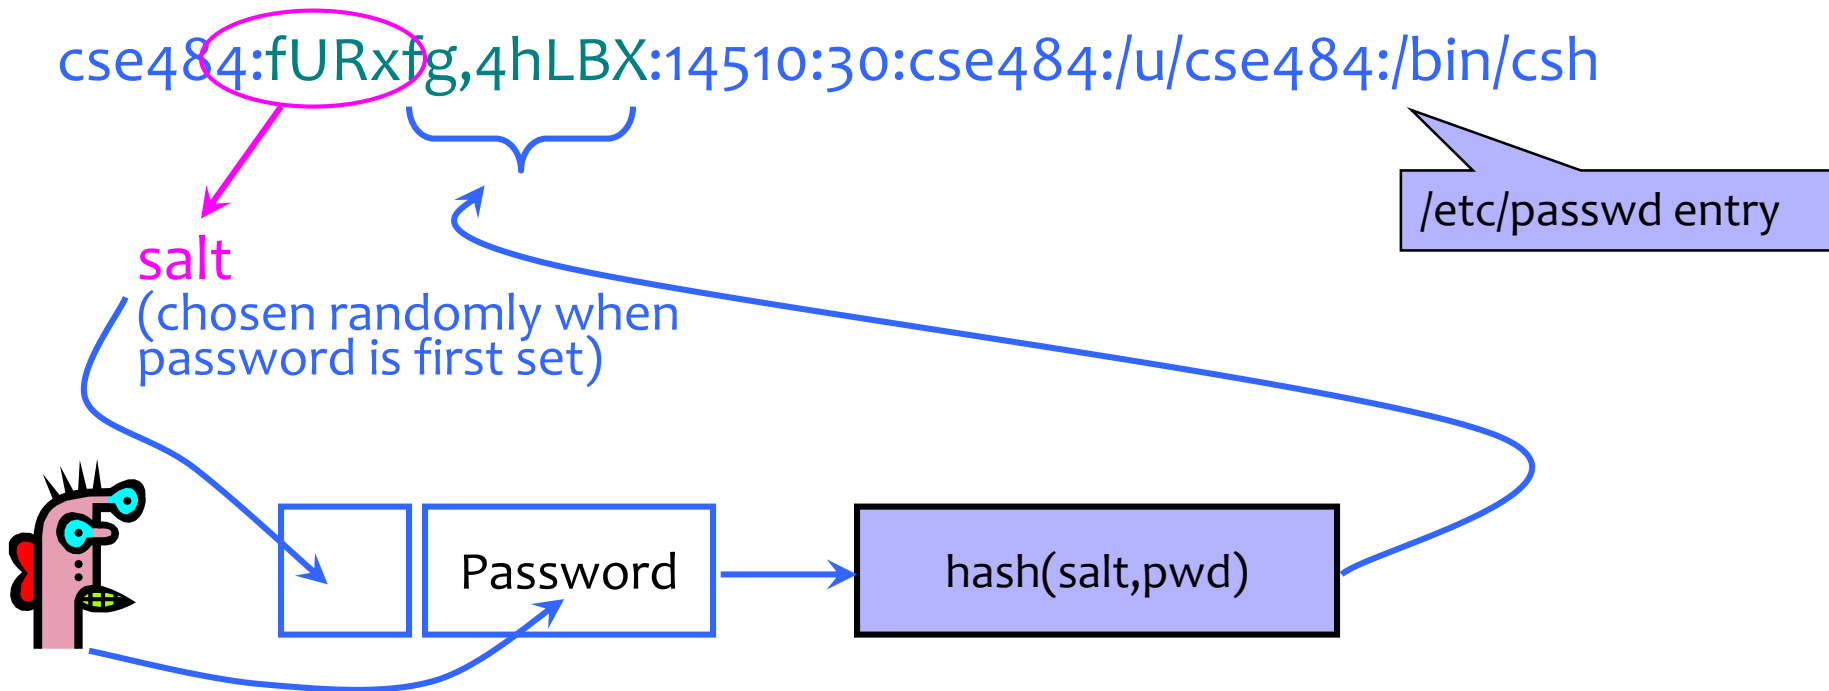 cse484:fURxfg,4hLBX:14510:30:cse484:/u/cse484:/bin/csh
/etc/passwd entry
salt
(chosen randomly when
password is first set)
Password
hash(salt,pwd)